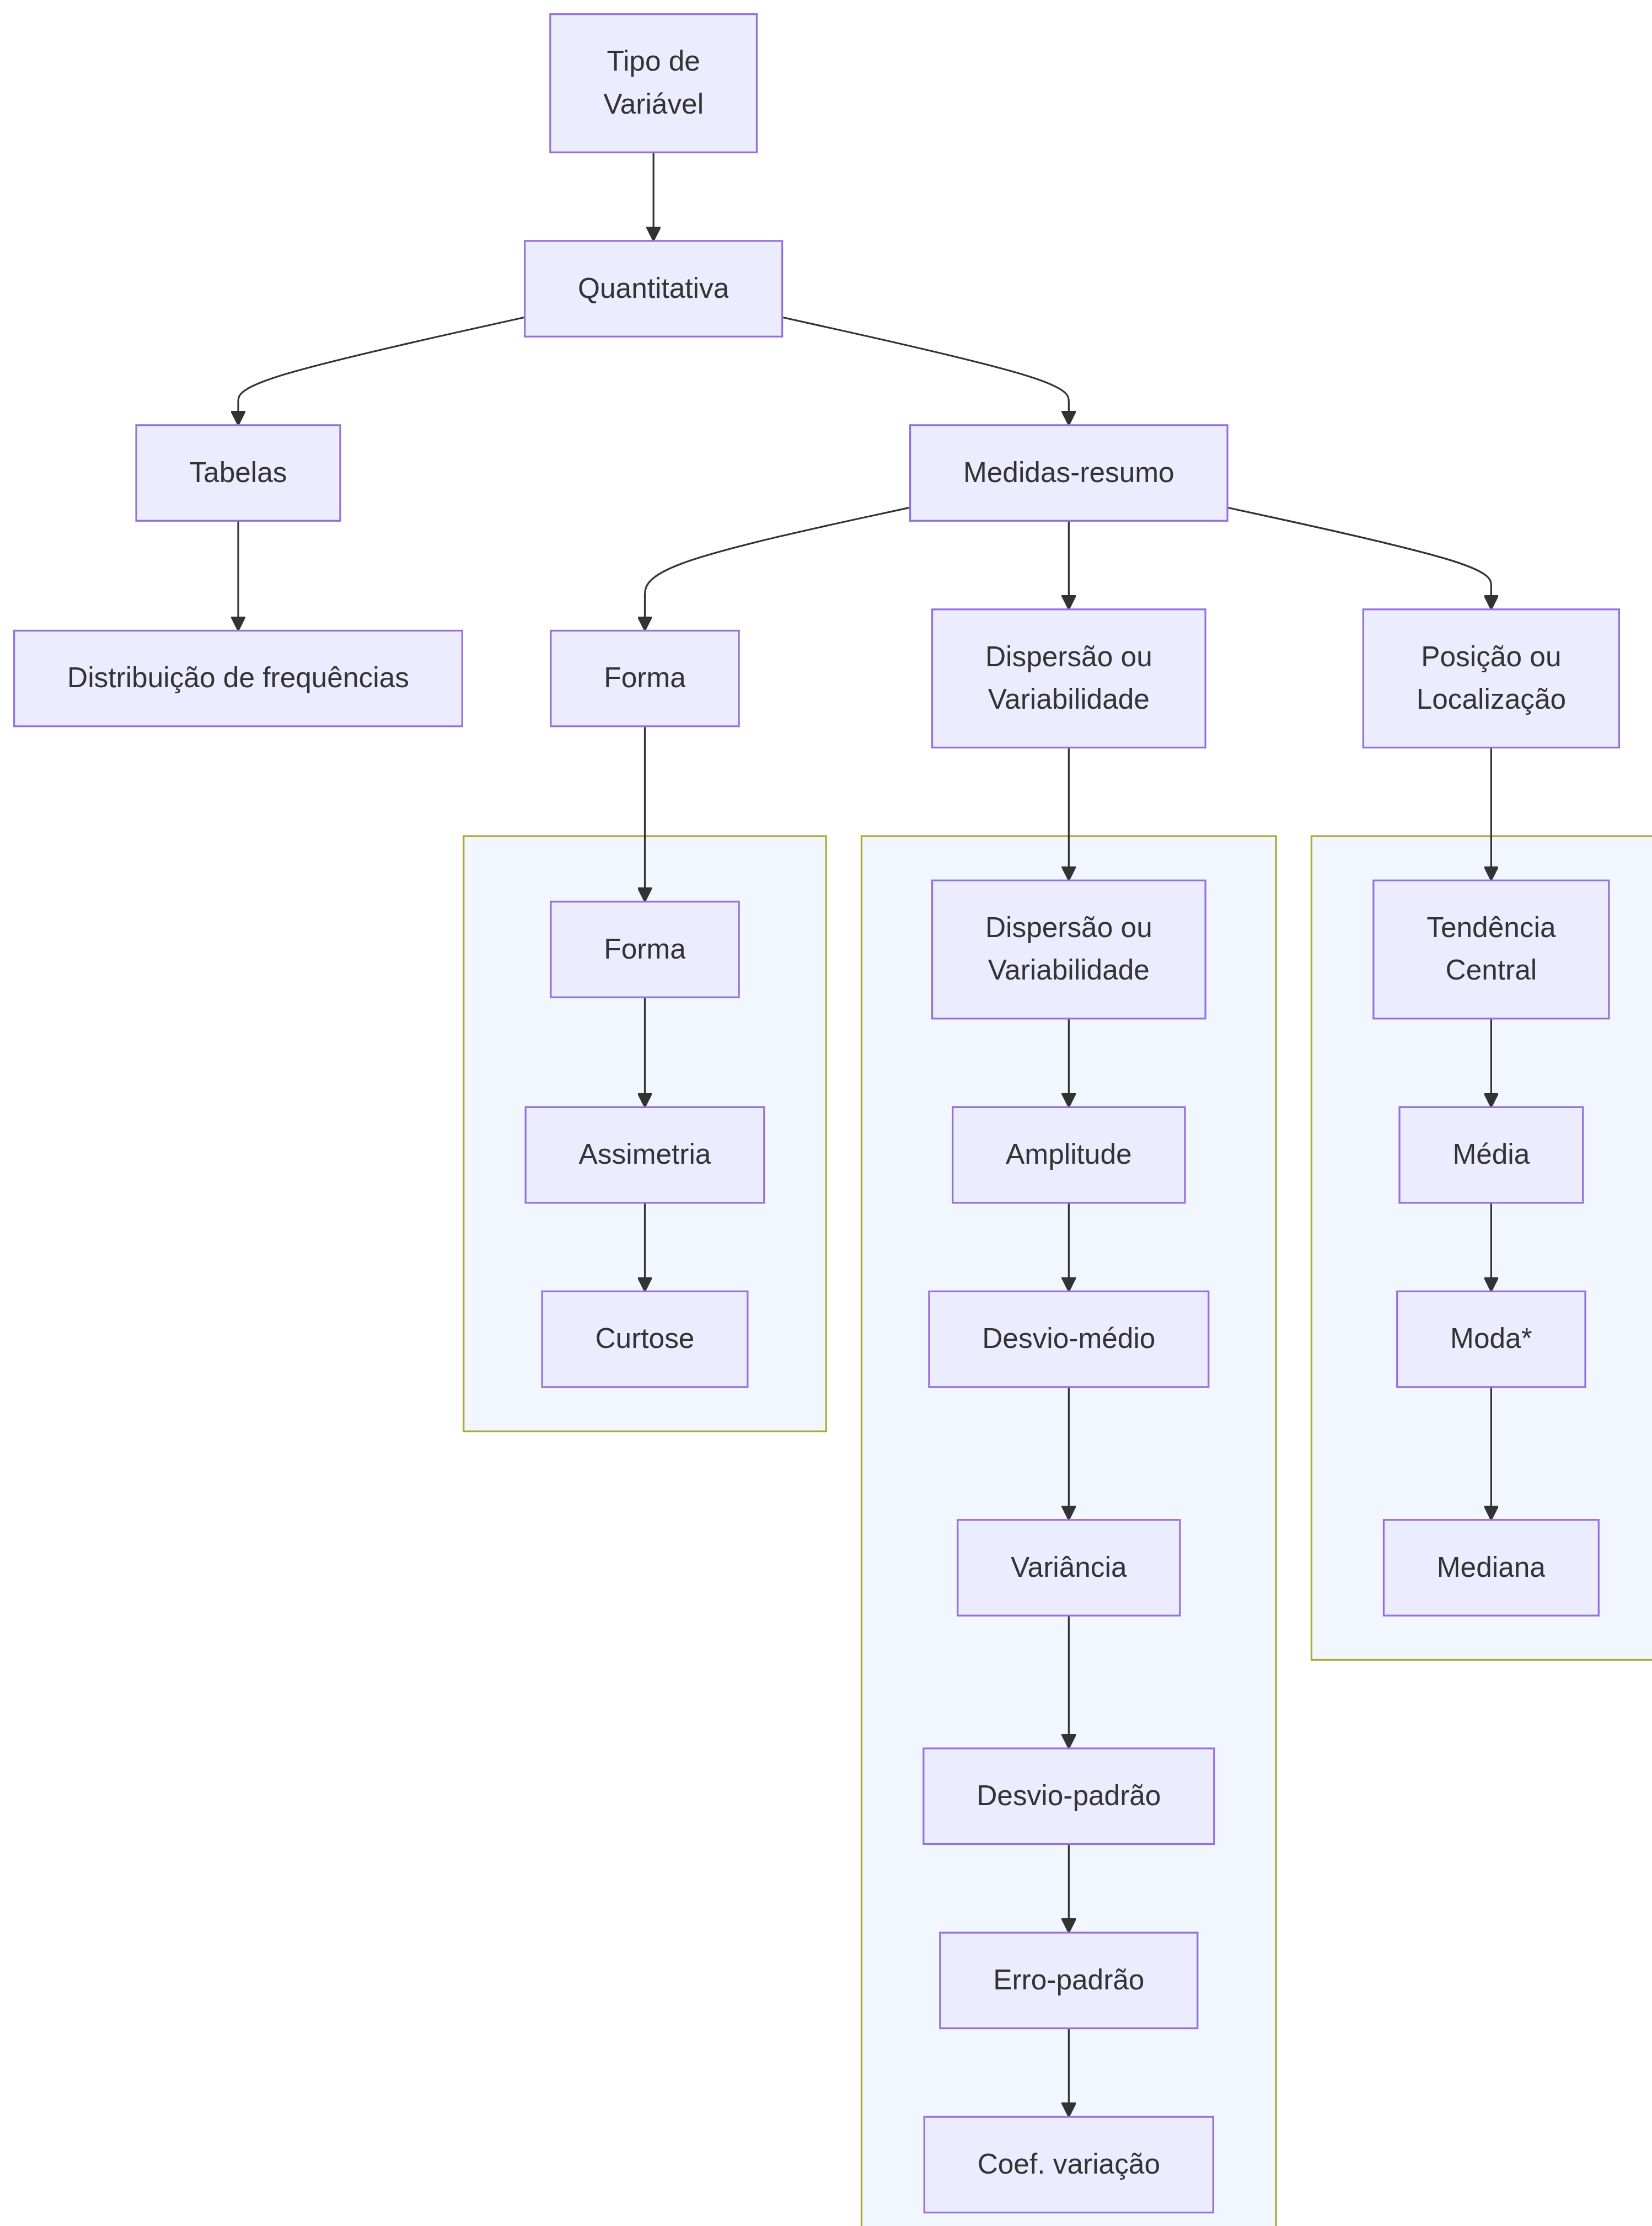 Tipo de
Variável
Quantitativa
Tabelas
Medidas-resumo
Distribuição de frequências
Forma
Dispersão ou
Variabilidade
Posição ou
Localização
Forma
Dispersão ou
Variabilidade
Tendência
Central
Assimetria
Amplitude
Média
Curtose
Desvio-médio
Moda*
Variância
Mediana
Desvio-padrão
Erro-padrão
Coef. variação